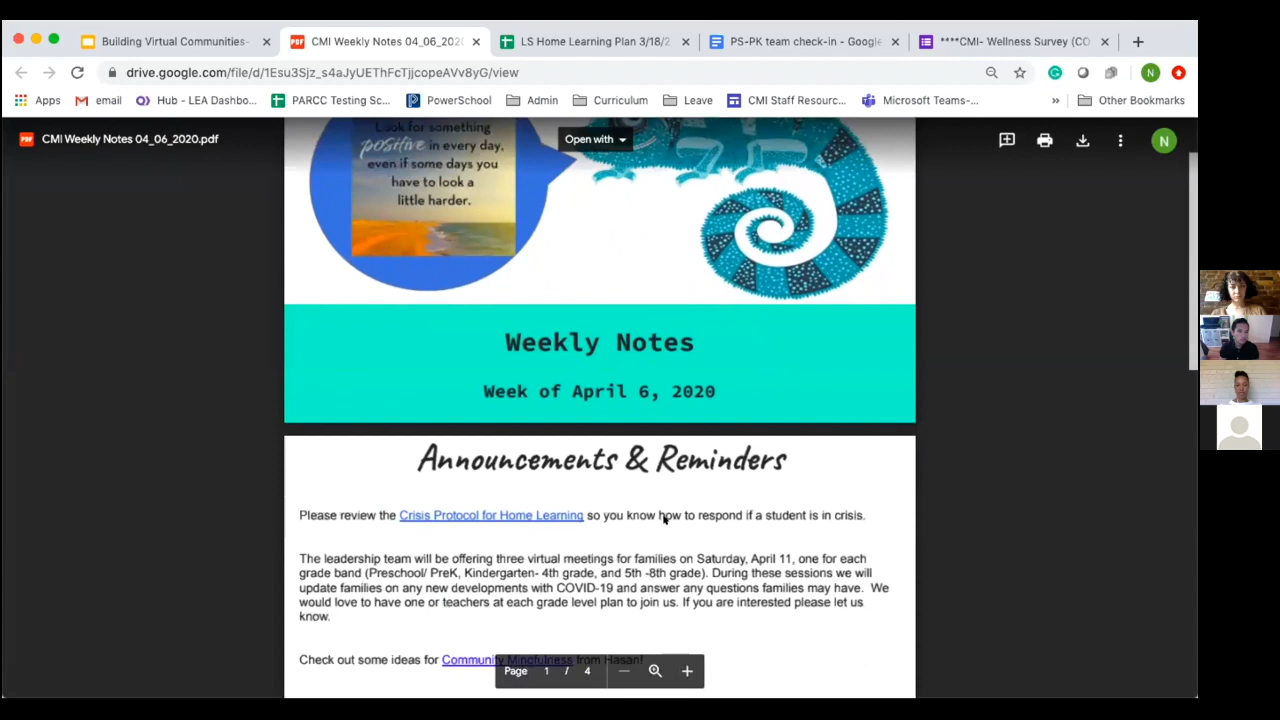 Building Virtual Communities-
CMI Weekly Notes 04_06_202
LS Home Learning Plan 3/18/2
PS-PK team check-in - Google
****CMI- Wellness Survey (CO
drive.google.com/file/d/1Esu3Sjz_s4aJyUEThFcTjjcopeAVv8yG/view
N
Apps
email
Hub - LEA Dashbo...
PARCC Testing Sc...
PowerSchool
Admin
Curriculum
Leave
CMI Staff Resourc...
Microsoft Teams-...
»
Other Bookmarks
PDF
CMI Weekly Notes 04_06_2020.pdf
Open with
N
Look for something
positive in every day,
even if some days you
have to look a
little harder.
Weekly Notes
Week of April 6, 2020
Announcements & Reminders
Please review the Crisis Protocol for Home Learning so you know how to respond if a student is in crisis.
The leadership team will be offering three virtual meetings for families on Saturday, April 11, one for each
grade band (Preschool/ PreK, Kindergarten- 4th grade, and 5th -8th grade). During these sessions we will
update families on any new developments with COVID-19 and answer any questions families may have. We
would love to have one or teachers at each grade level plan to join us. If you are interested please let us
know.
Check out some ideas for Community Mindfulness from Hasan!
Page 1 / 4